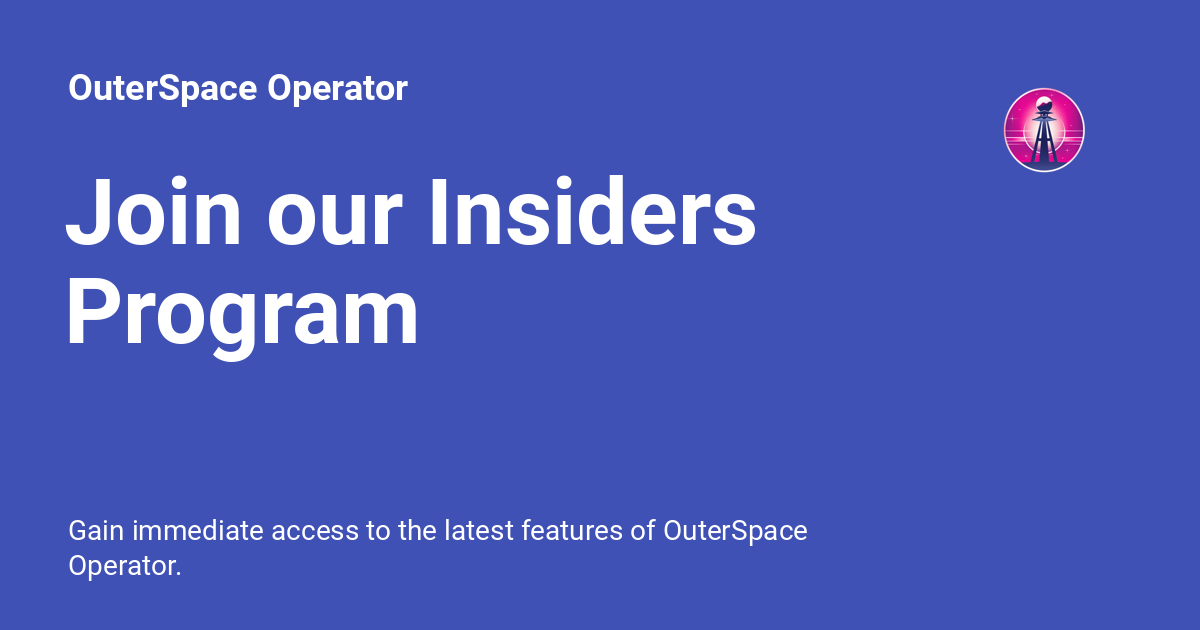 OuterSpace Operator
Join our Insiders
Program
Gain immediate access to the latest features of OuterSpace
Operator.